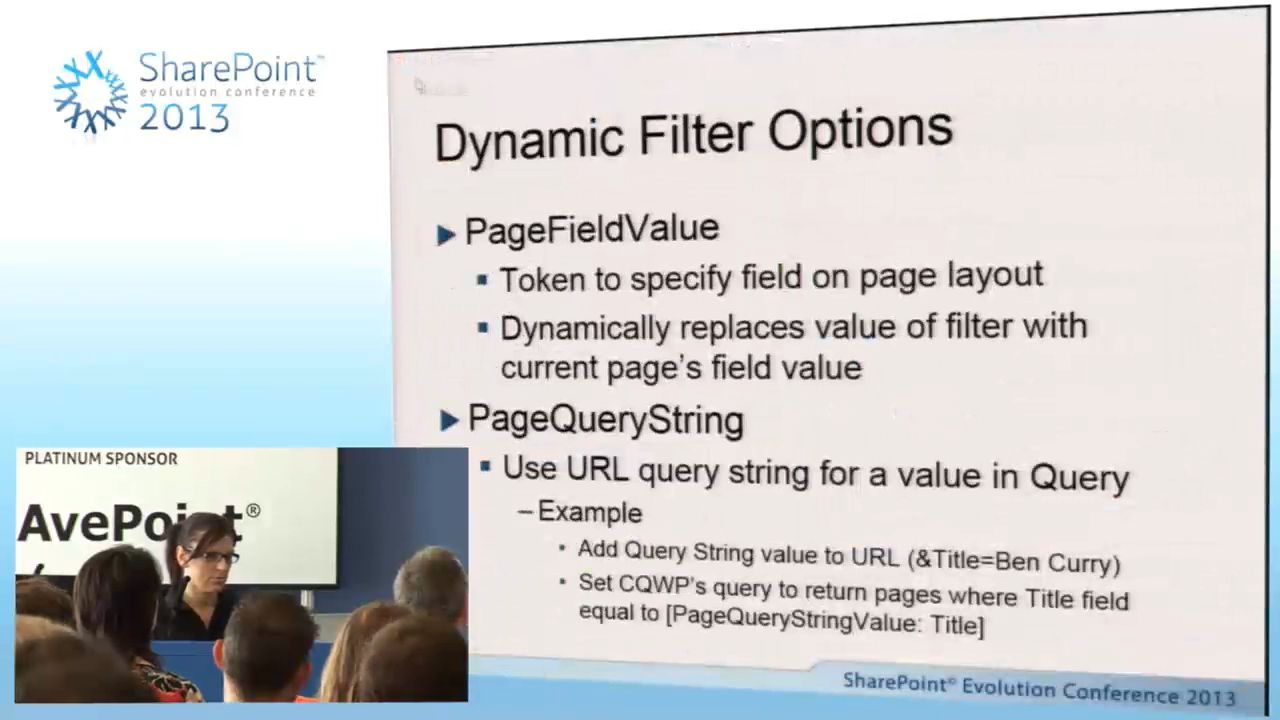 SharePoint™
evolution conference
2013
Dynamic Filter Options
PageFieldValue
Token to specify field on page layout
Dynamically replaces value of filter with
current page's field value
PageQueryString
Use URL query string for a value in Query
– Example
Add Query String value to URL (&Title=Ben Curry)
Set CQWP's query to return pages where Title field
equal to [PageQueryStringValue: Title]
SharePoint® Evolution Conference 2013
PLATINUM SPONSOR
AvePoint®